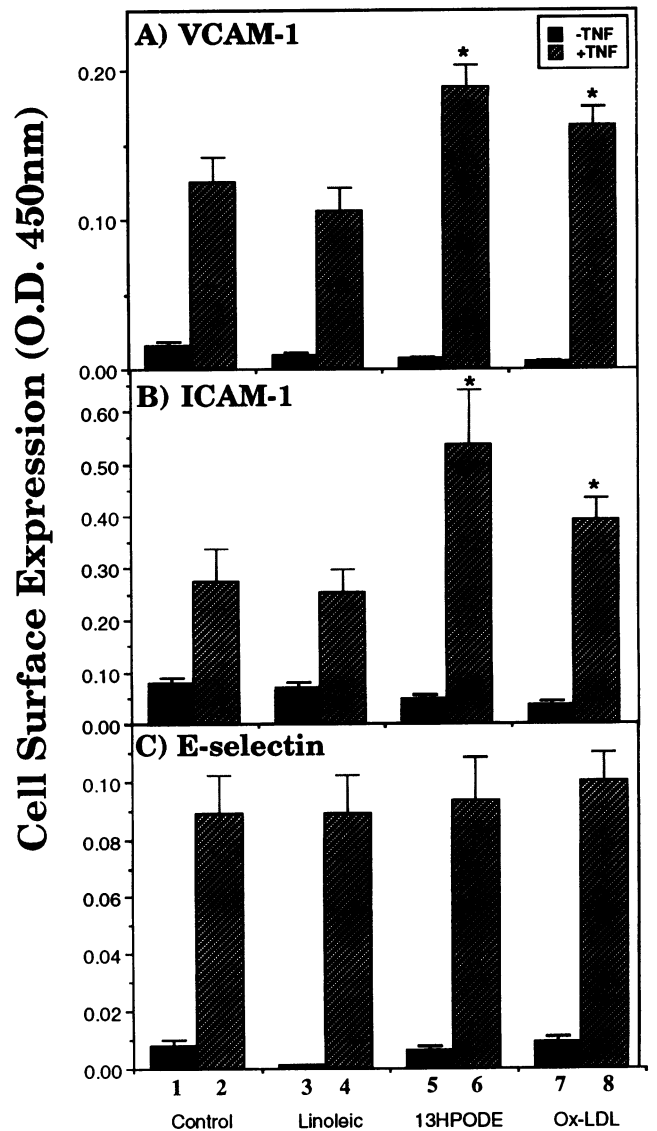 Cell Surface Expression (O.D. 450nm)
A) VCAM-1
-TNF
+TNF
0.20
0.10
0.00
*
*
B) ICAM-1
0.60
0.50
0.40
0.30
0.20
0.10
0.00
*
*
C) E-selectin
0.10
0.08
0.06
0.04
0.02
0.00
1 2 3 4 5 6 7 8
Control Linoleic 13HPODE Ox-LDL